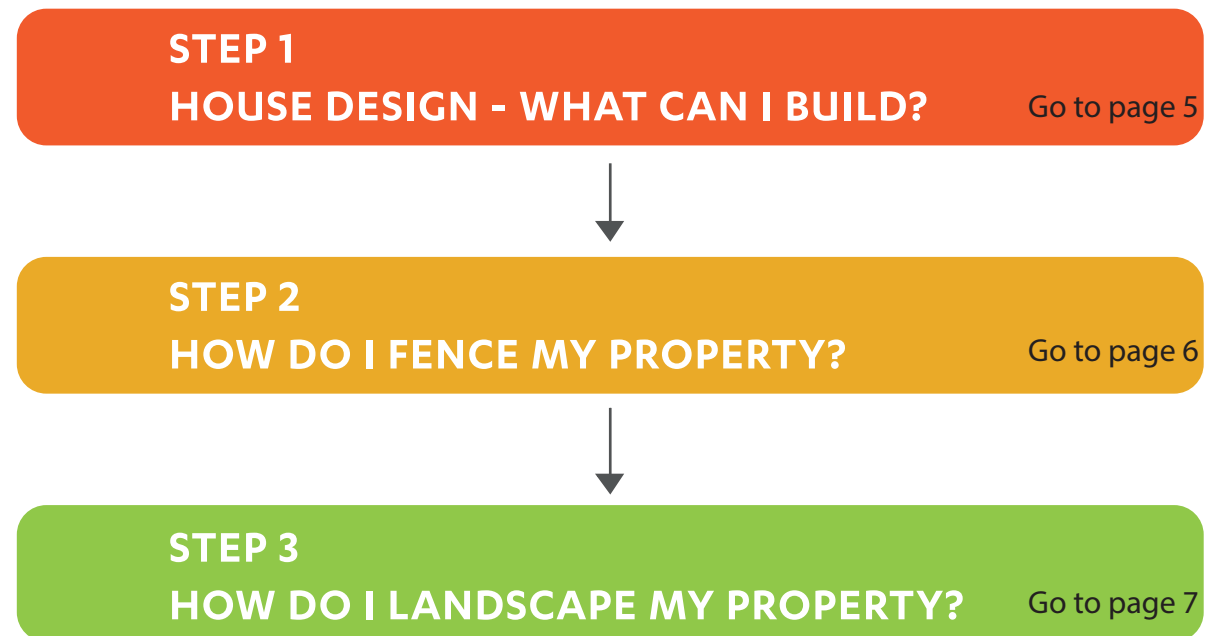 STEP 1
HOUSE DESIGN - WHAT CAN I BUILD?
Go to page 5
STEP 2
HOW DO I FENCE MY PROPERTY?
Go to page 6
STEP 3
HOW DO I LANDSCAPE MY PROPERTY?
Go to page 7